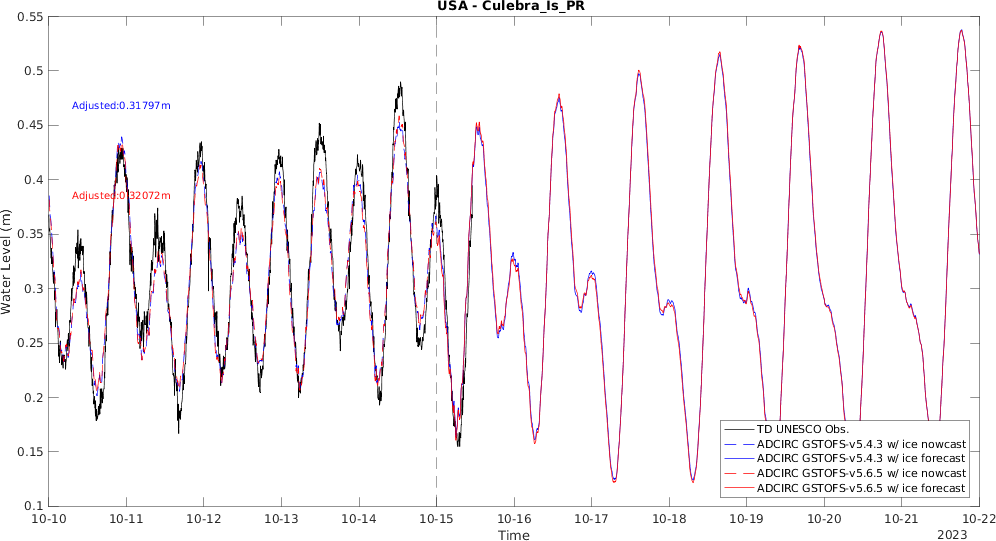 USA - Culebra_Is_PR
0.55
0.5
0.45
0.4
0.35
0.3
0.25
0.2
0.15
0.1
Water Level (m)
Adjusted:0.31797m
Adjusted:0.32072m
TD UNESCO Obs.
ADCIRC GSTOFS-v5.4.3 w/ ice nowcast
ADCIRC GSTOFS-v5.4.3 w/ ice forecast
ADCIRC GSTOFS-v5.6.5 w/ ice nowcast
ADCIRC GSTOFS-v5.6.5 w/ ice forecast
10-10 10-11 10-12 10-13 10-14 10-15 10-16 10-17 10-18 10-19 10-20 10-21 10-22
Time
2023